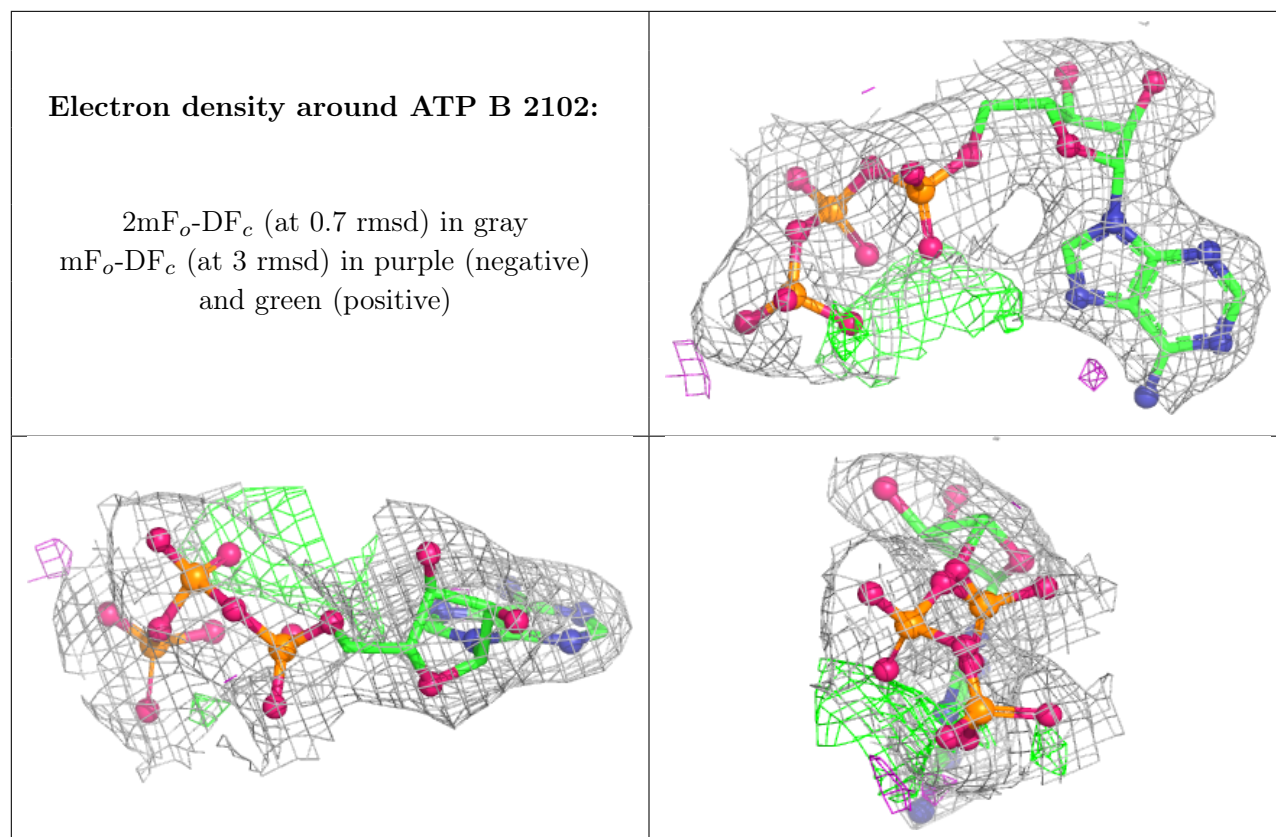 Electron density around ATP B 2102:
2mFo-DFc (at 0.7 rmsd) in gray
mFo-DFc (at 3 rmsd) in purple (negative)
and green (positive)